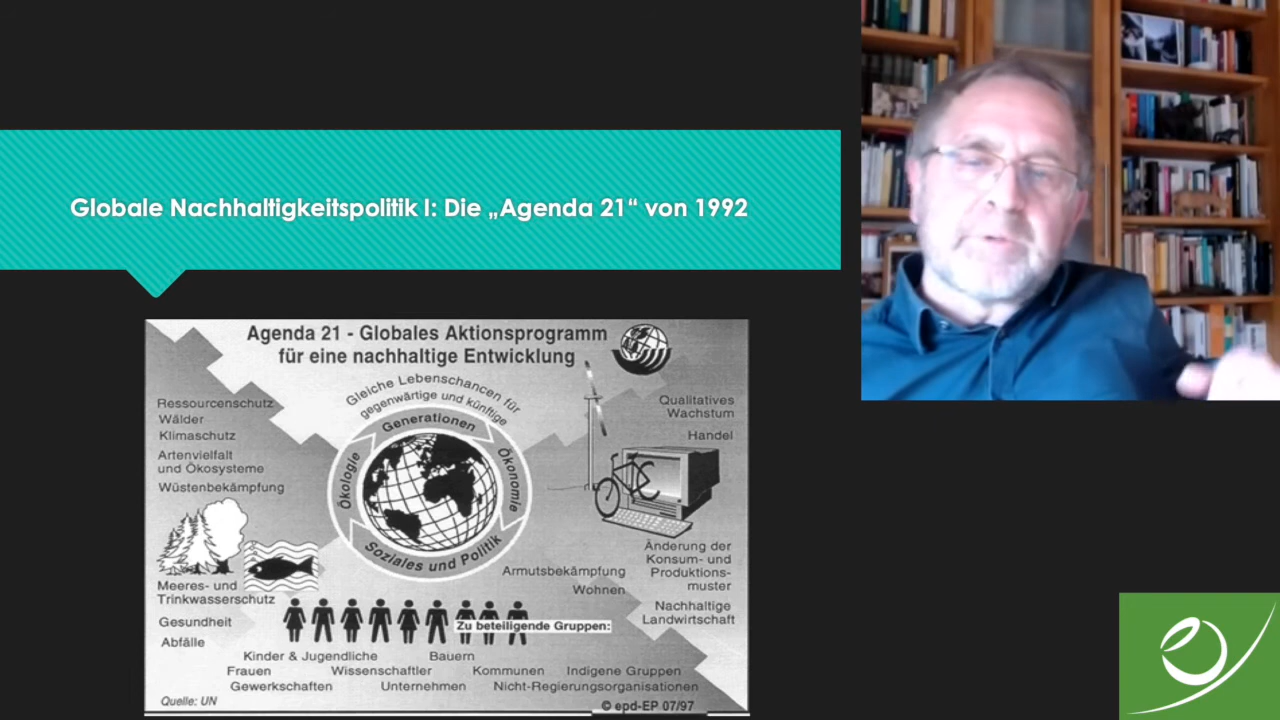 Globale Nachhaltigkeitspolitik I: Die „Agenda 21“ von 1992
Agenda 21 - Globales Aktionsprogramm
für eine nachhaltige Entwicklung
Gleiche Lebenschancen für
gegenwärtige und künftige
Generationen
Ökologie
Ökonomie
Soziales und Politik
Ressourcenschutz
Wälder
Klimaschutz
Artenvielfalt
und Ökosysteme
Wüstenbekämpfung
Meeres- und
Trinkwasserschutz
Gesundheit
Abfälle
Qualitatives
Wachstum
Handel
Änderung der
Konsum- und
Produktions-
muster
Nachhaltige
Landwirtschaft
Armutsbekämpfung
Wohnen
Zu beteiligende Gruppen:
Kinder & Jugendliche Bauern
Frauen Wissenschaftler Kommunen Indigene Gruppen
Gewerkschaften Unternehmen Nicht-Regierungsorganisationen
Quelle: UN
© epd-EP 07/97